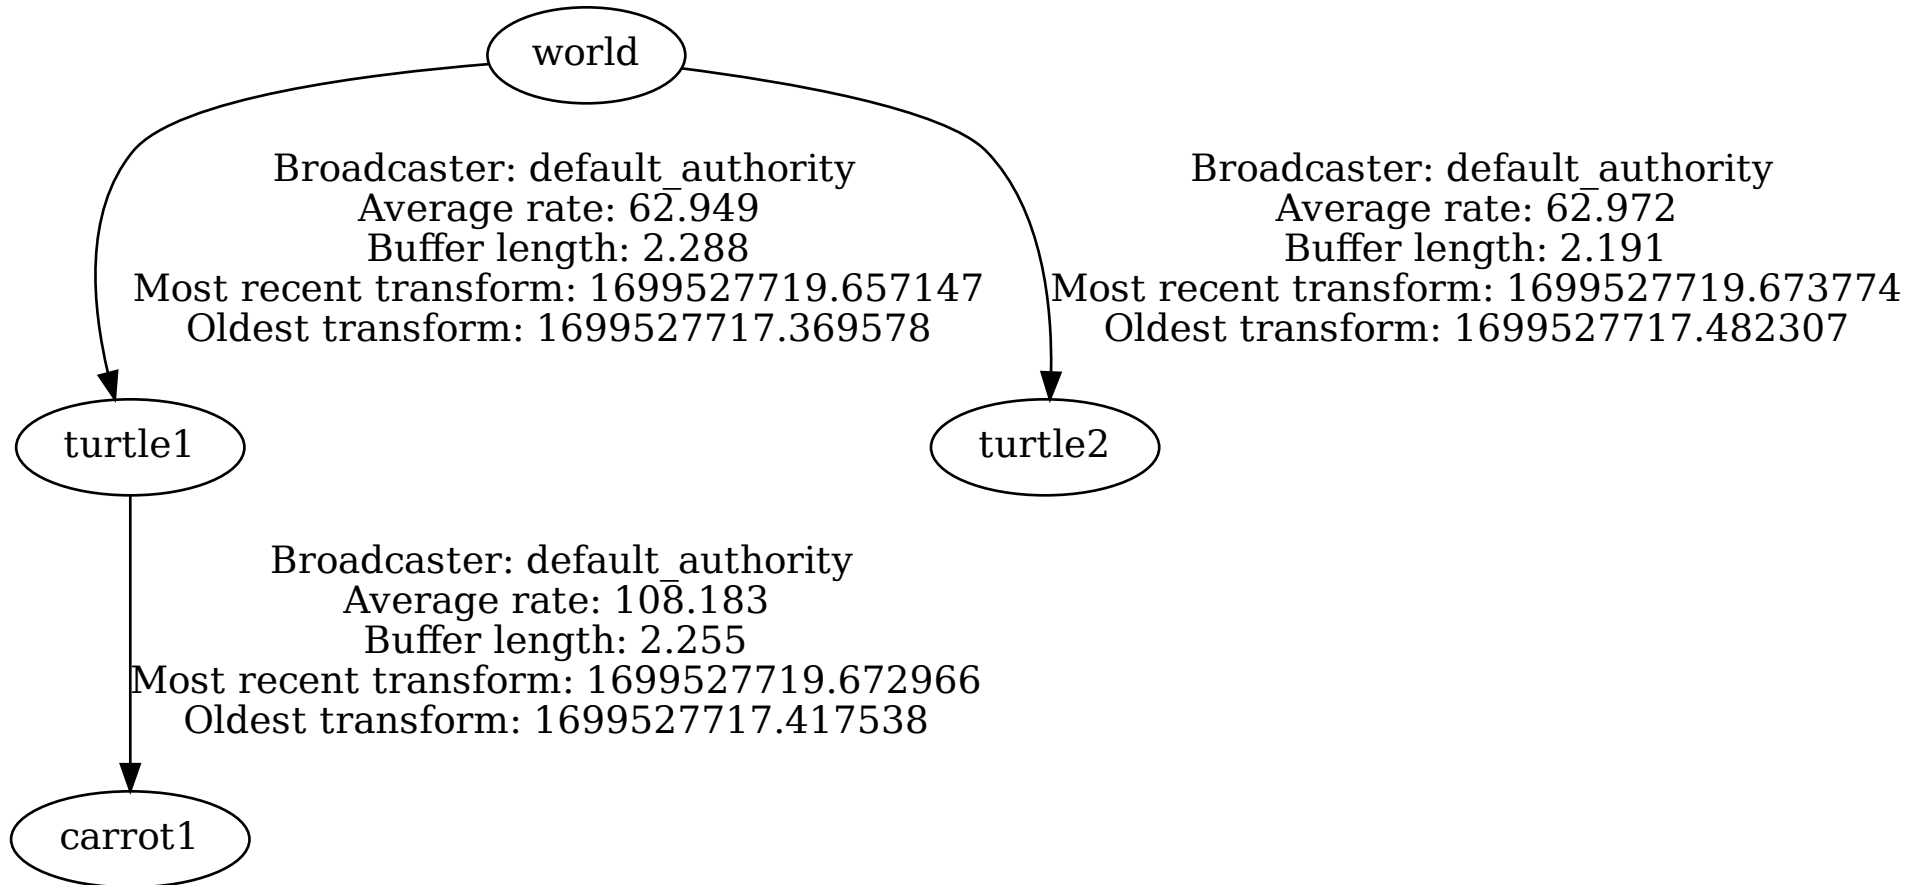 world
Broadcaster: default_authority
Average rate: 62.949
Buffer length: 2.288
Most recent transform: 1699527719.657147
Oldest transform: 1699527717.369578
Broadcaster: default_authority
Average rate: 62.972
Buffer length: 2.191
Most recent transform: 1699527719.673774
Oldest transform: 1699527717.482307
turtle1
turtle2
Broadcaster: default_authority
Average rate: 108.183
Buffer length: 2.255
Most recent transform: 1699527719.672966
Oldest transform: 1699527717.417538
carrot1